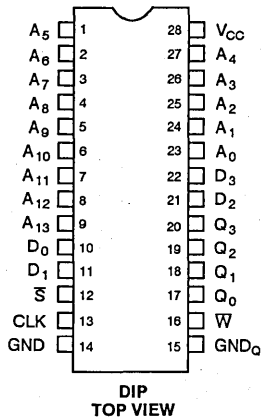 A5 1 28 VCC
A6 2 27 A4
A7 3 26 A3
A8 4 25 A2
A9 5 24 A1
A10 6 23 A0
A11 7 22 D3
A12 8 21 D2
A13 9 20 Q3
D0 10 19 Q2
D1 11 18 Q1
S̅ 12 17 Q0
CLK 13 16 W̅
GND 14 15 GNDQ
DIP
TOP VIEW